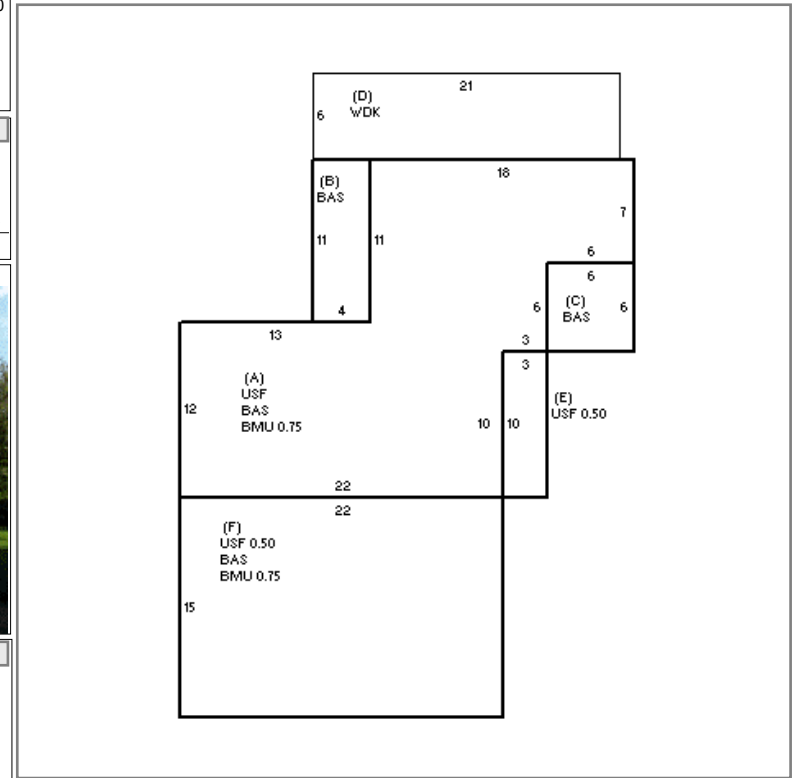 21
(D)
WDK
6
18
(B)
BAS
7
11
11
6
6
6
(C)
BAS
6
4
13
3
3
(A)
USF
BAS
BMU 0.75
12
(E)
USF 0.50
10
10
22
22
(F)
USF 0.50
BAS
BMU 0.75
15